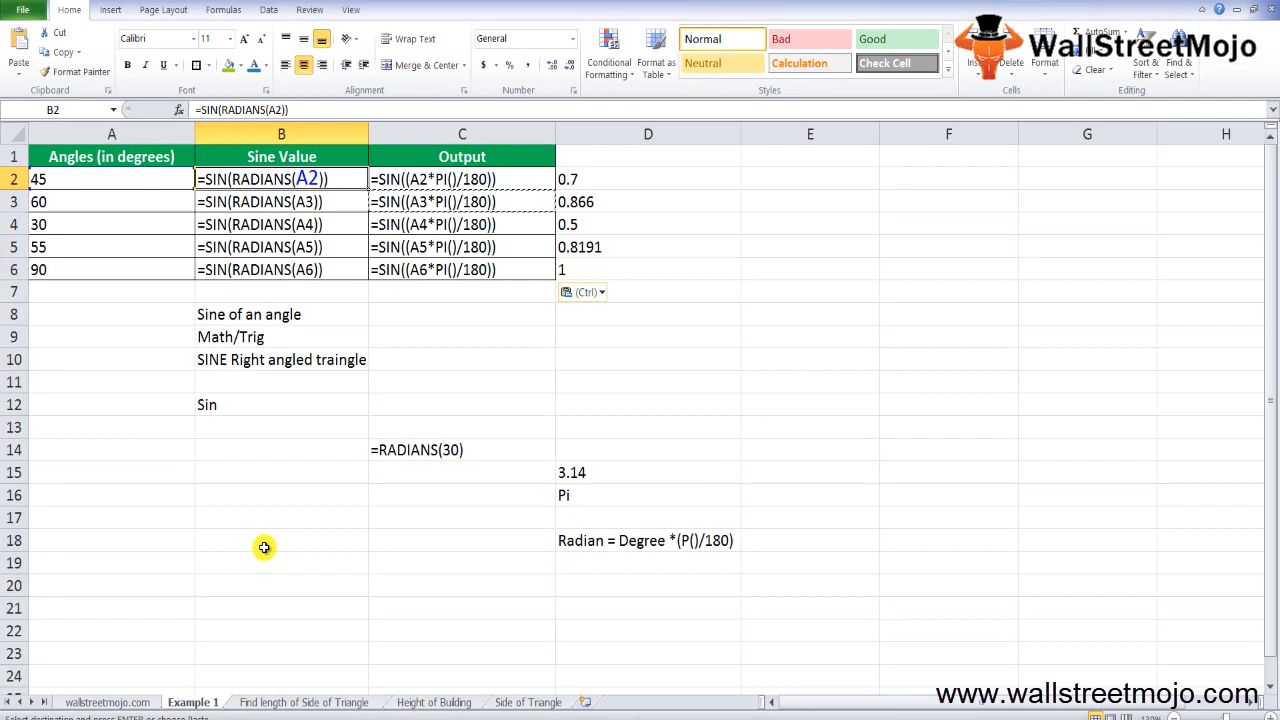 File Home Insert Page Layout Formulas Data Review View
Cut
Copy
Format Painter
Paste
Calibri 11
Wrap Text
Merge & Center
General
Conditional Formatting
Format as Table
Normal Bad Good
Neutral Calculation Check Cell
Delete Format
AutoSum
Clear
Sort & Filter
Find & Select
WallStreetMojo
Clipboard Font Alignment Number Styles Cells Editing
B2 fx =SIN(RADIANS(A2))
A B C D E F G H
1 Angles (in degrees) Sine Value Output
2 45 =SIN(RADIANS(A2)) =SIN((A2*PI()/180)) 0.7
3 60 =SIN(RADIANS(A3)) =SIN((A3*PI()/180)) 0.866
4 30 =SIN(RADIANS(A4)) =SIN((A4*PI()/180)) 0.5
5 55 =SIN(RADIANS(A5)) =SIN((A5*PI()/180)) 0.8191
6 90 =SIN(RADIANS(A6)) =SIN((A6*PI()/180)) 1
7 (Ctrl)
8 Sine of an angle
9 Math/Trig
10 SINE Right angled traingle
11
12 Sin
13
14 =RADIANS(30)
15 3.14
16 Pi
17
18 Radian = Degree *(P()/180)
19
20
21
22
23
24
wallstreetmojo.com Example 1 Find length of Side of Triangle Height of Building Side of Triangle
www.wallstreetmojo.com